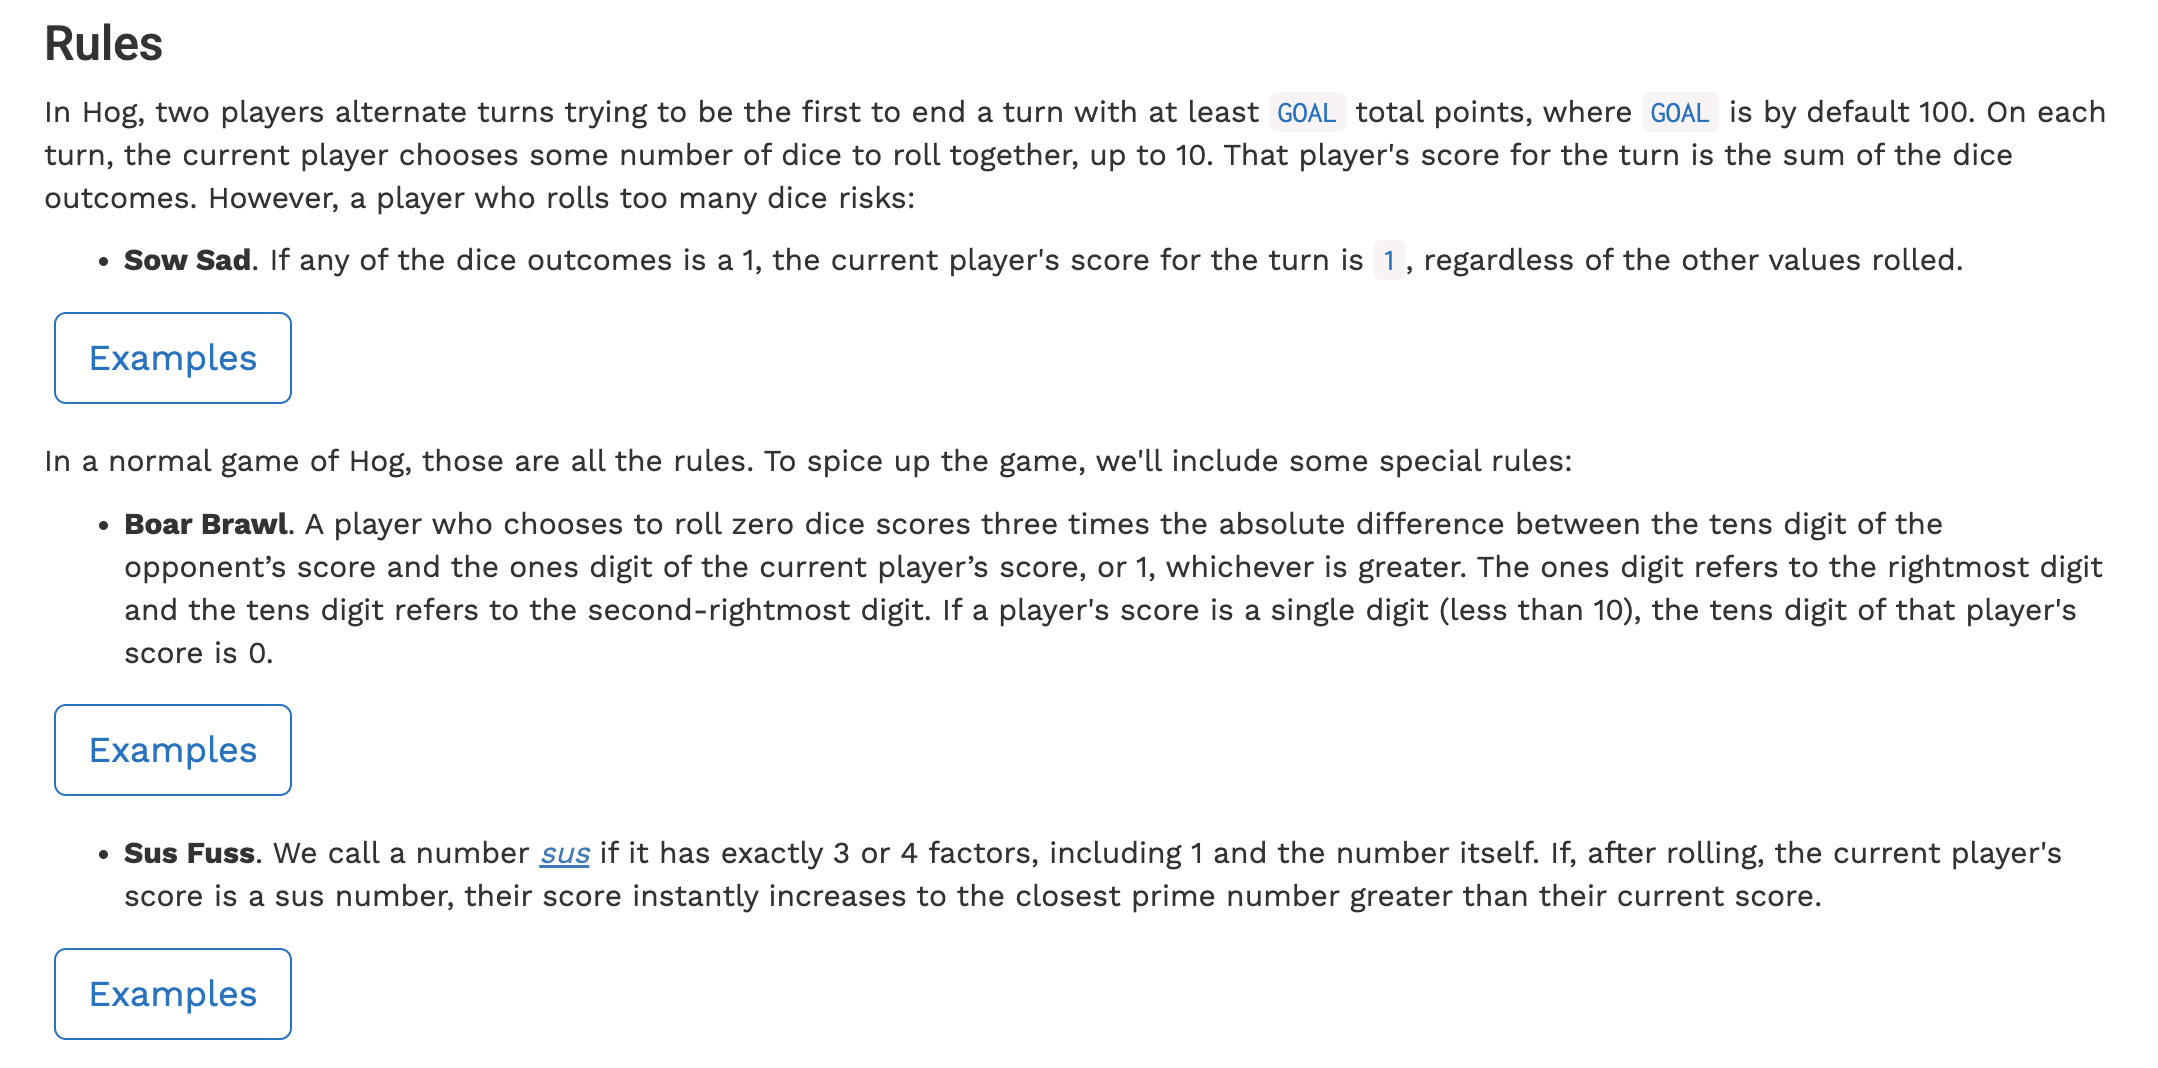 Rules
In Hog, two players alternate turns trying to be the first to end a turn with at least GOAL total points, where GOAL is by default 100. On each
turn, the current player chooses some number of dice to roll together, up to 10. That player's score for the turn is the sum of the dice
outcomes. However, a player who rolls too many dice risks:
• Sow Sad. If any of the dice outcomes is a 1, the current player's score for the turn is 1, regardless of the other values rolled.
Examples
In a normal game of Hog, those are all the rules. To spice up the game, we'll include some special rules:
• Boar Brawl. A player who chooses to roll zero dice scores three times the absolute difference between the tens digit of the
opponent’s score and the ones digit of the current player’s score, or 1, whichever is greater. The ones digit refers to the rightmost digit
and the tens digit refers to the second-rightmost digit. If a player's score is a single digit (less than 10), the tens digit of that player's
score is 0.
Examples
• Sus Fuss. We call a number sus if it has exactly 3 or 4 factors, including 1 and the number itself. If, after rolling, the current player's
score is a sus number, their score instantly increases to the closest prime number greater than their current score.
Examples